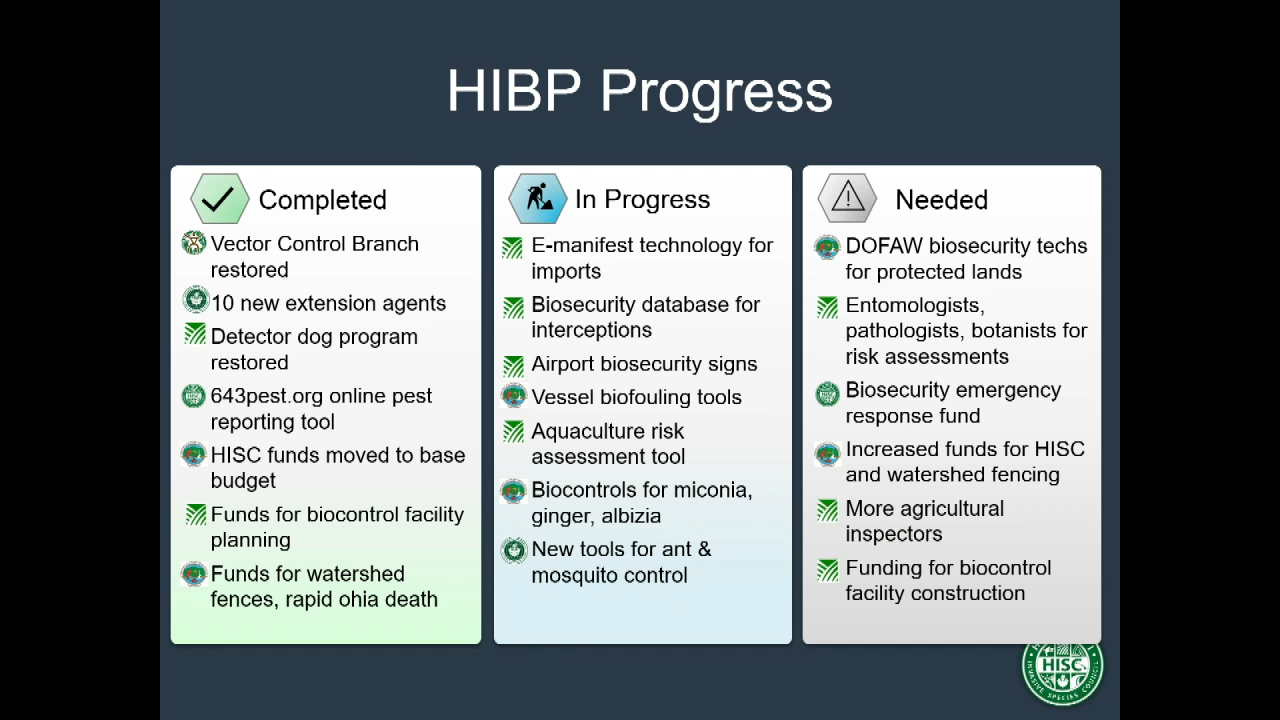 HIBP Progress
Completed
Vector Control Branch
restored
10 new extension agents
Detector dog program
restored
643pest.org online pest
reporting tool
HISC funds moved to base
budget
Funds for biocontrol facility
planning
Funds for watershed
fences, rapid ohia death
In Progress
E-manifest technology for
imports
Biosecurity database for
interceptions
Airport biosecurity signs
Vessel biofouling tools
Aquaculture risk
assessment tool
Biocontrols for miconia,
ginger, albizia
New tools for ant &
mosquito control
Needed
DOFAW biosecurity techs
for protected lands
Entomologists,
pathologists, botanists for
risk assessments
Biosecurity emergency
response fund
Increased funds for HISC
and watershed fencing
More agricultural
inspectors
Funding for biocontrol
facility construction
HISC
INVASIVE SPECIES COUNCIL